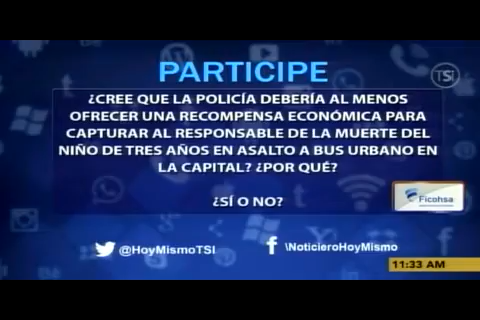 PARTICIPE
TSI
¿CREE QUE LA POLICÍA DEBERÍA AL MENOS
OFRECER UNA RECOMPENSA ECONÓMICA PARA
CAPTURAR AL RESPONSABLE DE LA MUERTE DEL
NIÑO DE TRES AÑOS EN ASALTO A BUS URBANO EN
LA CAPITAL? ¿POR QUÉ?
¿SÍ O NO?
Ficohsa
@HoyMismoTSI
\NoticieroHoyMismo
11:33 AM